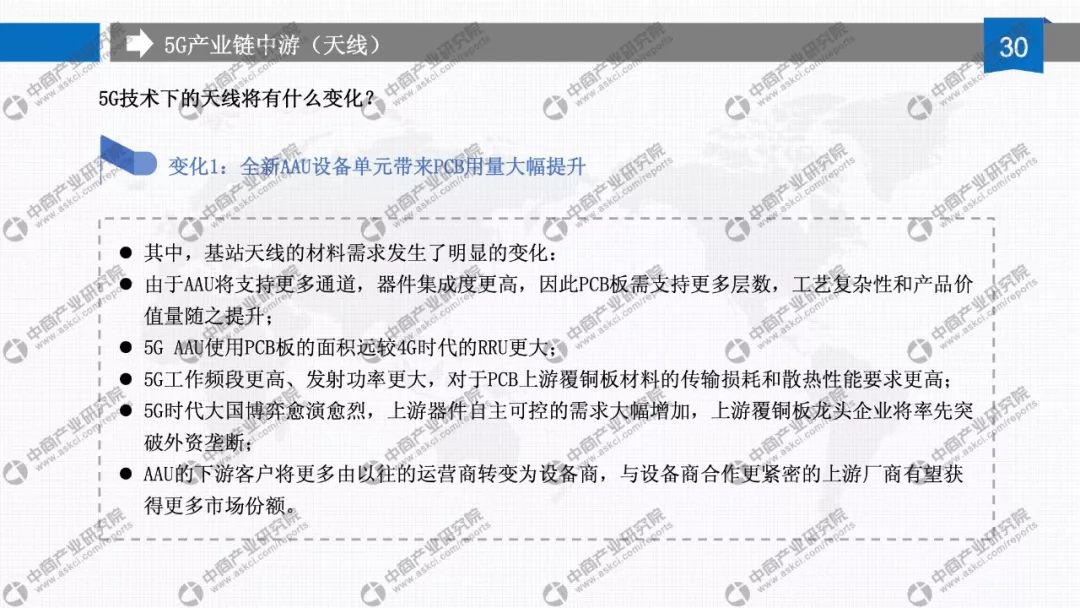 5G产业链中游（天线）
30
5G技术下的天线将有什么变化？
变化1：全新AAU设备单元带来PCB用量大幅提升
● 其中，基站天线的材料需求发生了明显的变化：
● 由于AAU将支持更多通道，器件集成度更高，因此PCB板需支持更多层数，工艺复杂性和产品价
值量随之提升；
● 5G AAU使用PCB板的面积远较4G时代的RRU更大；
● 5G工作频段更高、发射功率更大，对于PCB上游覆铜板材料的传输损耗和散热性能要求更高；
● 5G时代大国博弈愈演愈烈，上游器件自主可控的需求大幅增加，上游覆铜板龙头企业将率先突
破外资垄断；
● AAU的下游客户将更多由以往的运营商转变为设备商，与设备商合作更紧密的上游厂商有望获
得更多市场份额。
中商产业研究院
www.askci.com/reports